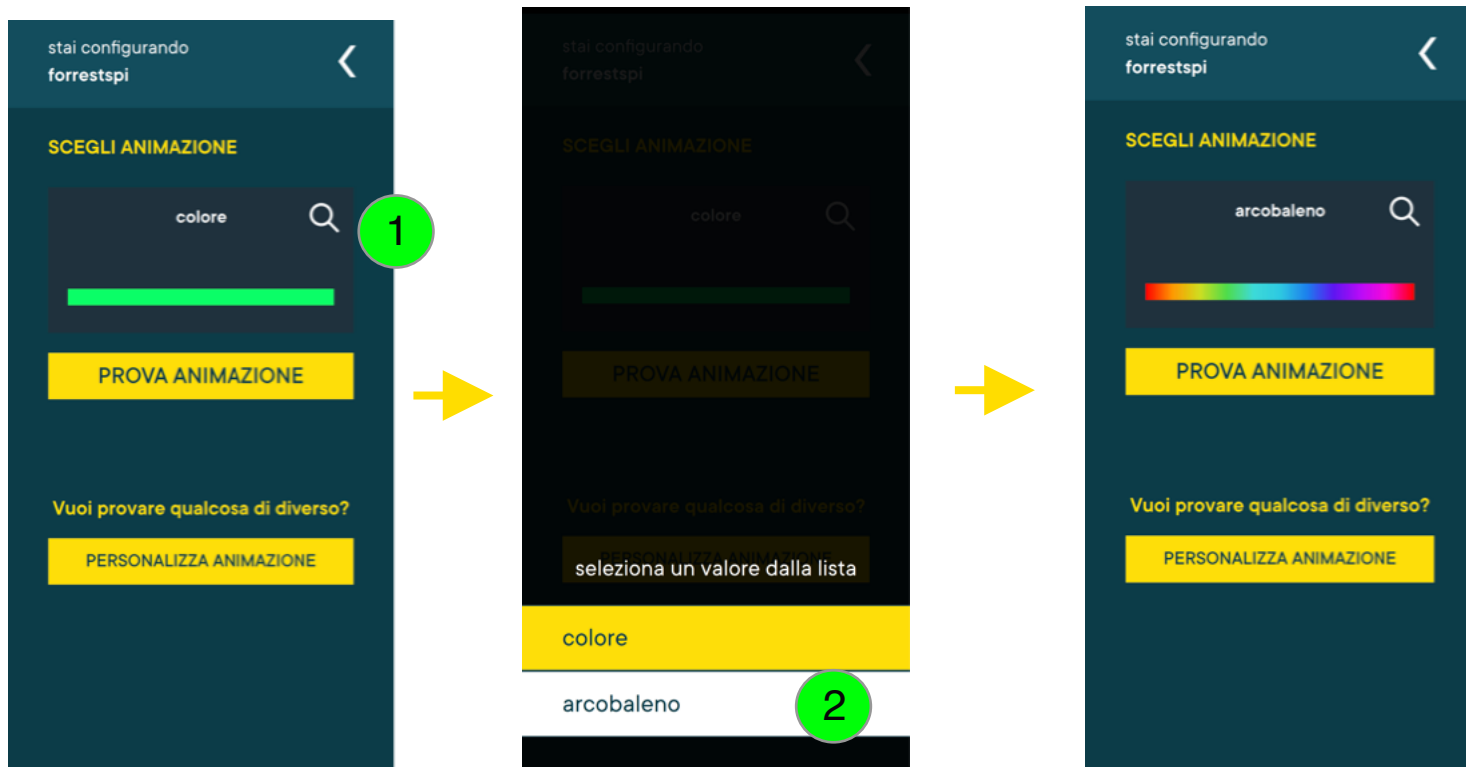 stai configurando
forrestspi
SCEGLI ANIMAZIONE
colore
1
PROVA ANIMAZIONE
Vuoi provare qualcosa di diverso?
PERSONALIZZA ANIMAZIONE
stai configurando
forrestspi
SCEGLI ANIMAZIONE
colore
PROVA ANIMAZIONE
Vuoi provare qualcosa di diverso?
PERSONALIZZA ANIMAZIONE
seleziona un valore dalla lista
colore
arcobaleno
2
stai configurando
forrestspi
SCEGLI ANIMAZIONE
arcobaleno
PROVA ANIMAZIONE
Vuoi provare qualcosa di diverso?
PERSONALIZZA ANIMAZIONE